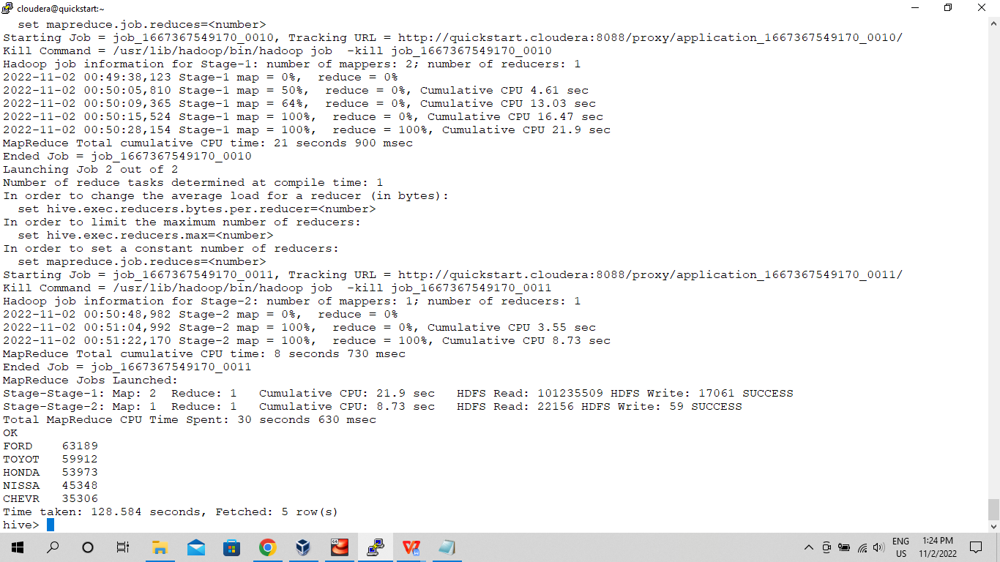 cloudera@quickstart:~
  set mapreduce.job.reduces=<number>
Starting Job = job_1667367549170_0010, Tracking URL = http://quickstart.cloudera:8088/proxy/application_1667367549170_0010/
Kill Command = /usr/lib/hadoop/bin/hadoop job  -kill job_1667367549170_0010
Hadoop job information for Stage-1: number of mappers: 2; number of reducers: 1
2022-11-02 00:49:38,123 Stage-1 map = 0%,  reduce = 0%
2022-11-02 00:50:05,810 Stage-1 map = 50%,  reduce = 0%, Cumulative CPU 4.61 sec
2022-11-02 00:50:09,365 Stage-1 map = 64%,  reduce = 0%, Cumulative CPU 13.03 sec
2022-11-02 00:50:15,524 Stage-1 map = 100%,  reduce = 0%, Cumulative CPU 16.47 sec
2022-11-02 00:50:28,154 Stage-1 map = 100%,  reduce = 100%, Cumulative CPU 21.9 sec
MapReduce Total cumulative CPU time: 21 seconds 900 msec
Ended Job = job_1667367549170_0010
Launching Job 2 out of 2
Number of reduce tasks determined at compile time: 1
In order to change the average load for a reducer (in bytes):
  set hive.exec.reducers.bytes.per.reducer=<number>
In order to limit the maximum number of reducers:
  set hive.exec.reducers.max=<number>
In order to set a constant number of reducers:
  set mapreduce.job.reduces=<number>
Starting Job = job_1667367549170_0011, Tracking URL = http://quickstart.cloudera:8088/proxy/application_1667367549170_0011/
Kill Command = /usr/lib/hadoop/bin/hadoop job  -kill job_1667367549170_0011
Hadoop job information for Stage-2: number of mappers: 1; number of reducers: 1
2022-11-02 00:50:48,982 Stage-2 map = 0%,  reduce = 0%
2022-11-02 00:51:04,992 Stage-2 map = 100%,  reduce = 0%, Cumulative CPU 3.55 sec
2022-11-02 00:51:22,170 Stage-2 map = 100%,  reduce = 100%, Cumulative CPU 8.73 sec
MapReduce Total cumulative CPU time: 8 seconds 730 msec
Ended Job = job_1667367549170_0011
MapReduce Jobs Launched:
Stage-Stage-1: Map: 2  Reduce: 1   Cumulative CPU: 21.9 sec   HDFS Read: 101235509 HDFS Write: 17061 SUCCESS
Stage-Stage-2: Map: 1  Reduce: 1   Cumulative CPU: 8.73 sec   HDFS Read: 22156 HDFS Write: 59 SUCCESS
Total MapReduce CPU Time Spent: 30 seconds 630 msec
OK
FORD    63189
TOYOT   59912
HONDA   53973
NISSA   45348
CHEVR   35306
Time taken: 128.584 seconds, Fetched: 5 row(s)
hive>
ENG
US
1:24 PM
11/2/2022